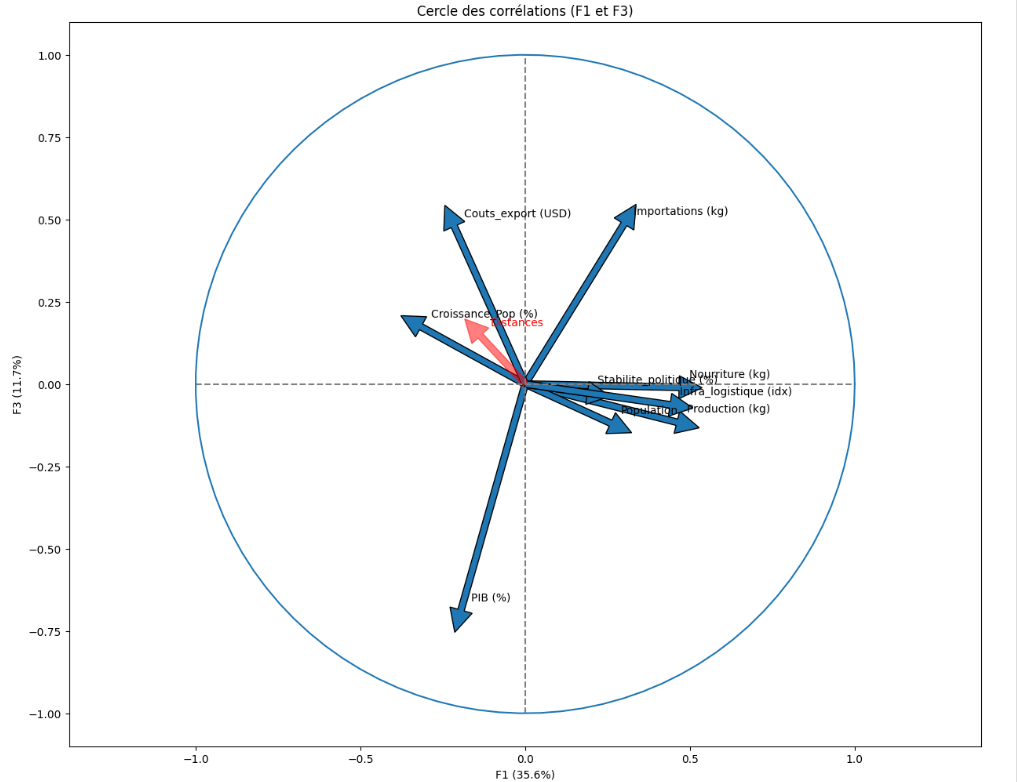 Cercle des corrélations (F1 et F3)
1.00
0.75
0.50
0.25
0.00
−0.25
−0.50
−0.75
−1.00
F3 (11.7%)
Couts_export (USD)
Importations (kg)
Croissance_Pop (%)
Distances
Nourriture (kg)
Stabilite_politique (%)
Infra_logistique (idx)
Population
Production (kg)
PIB (%)
−1.0
−0.5
0.0
0.5
1.0
F1 (35.6%)